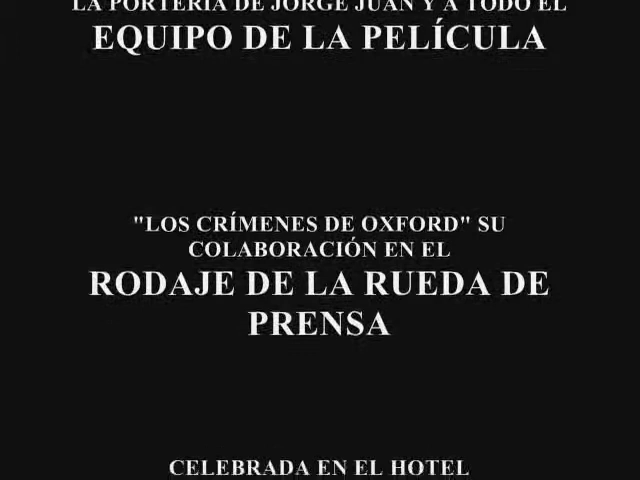 LA PORTERÍA DE JORGE JUAN Y A TODO EL
EQUIPO DE LA PELÍCULA
"LOS CRÍMENES DE OXFORD" SU
COLABORACIÓN EN EL
RODAJE DE LA RUEDA DE
PRENSA
CELEBRADA EN EL HOTEL